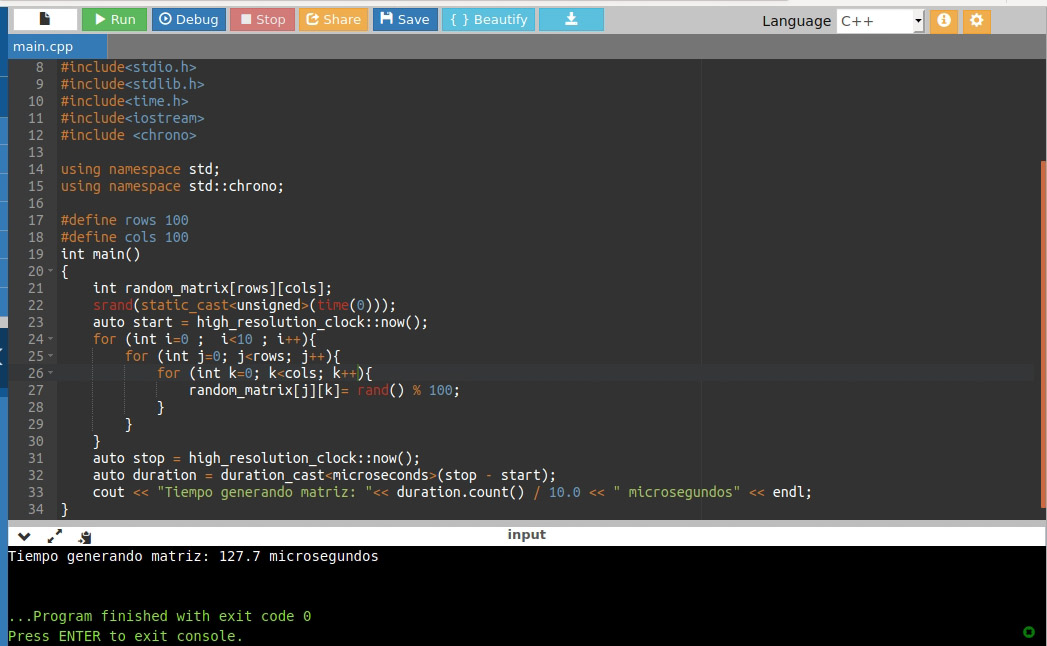 Run Debug Stop Share Save { } Beautify Language C++
main.cpp
8 #include<stdio.h>
9 #include<stdlib.h>
10 #include<time.h>
11 #include<iostream>
12 #include <chrono>
13
14 using namespace std;
15 using namespace std::chrono;
16
17 #define rows 100
18 #define cols 100
19 int main()
20 {
21 int random_matrix[rows][cols];
22 srand(static_cast<unsigned>(time(0)));
23 auto start = high_resolution_clock::now();
24 for (int i=0 ;  i<10 ; i++){
25 for (int j=0; j<rows; j++){
26 for (int k=0; k<cols; k++){
27 random_matrix[j][k]= rand() % 100;
28 }
29 }
30 }
31 auto stop = high_resolution_clock::now();
32 auto duration = duration_cast<microseconds>(stop - start);
33 cout << "Tiempo generando matriz: "<< duration.count() / 10.0 << " microsegundos" << endl;
34 }
input
Tiempo generando matriz: 127.7 microsegundos
...Program finished with exit code 0
Press ENTER to exit console.